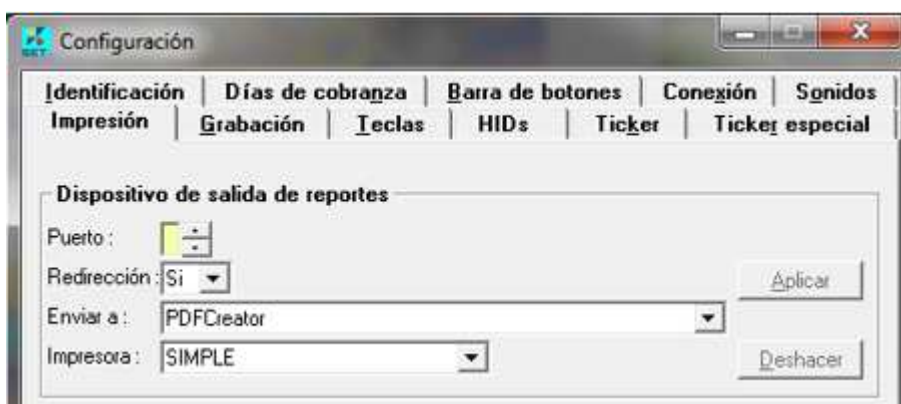 Configuración
Identificación Días de cobranza Barra de botones Conexión Sonidos
Impresión Grabación Teclas HIDs Ticker Ticker especial
Dispositivo de salida de reportes
Puerto :
Redirección : Si
Aplicar
Enviar a : PDFCreator
Impresora : SIMPLE
Deshacer